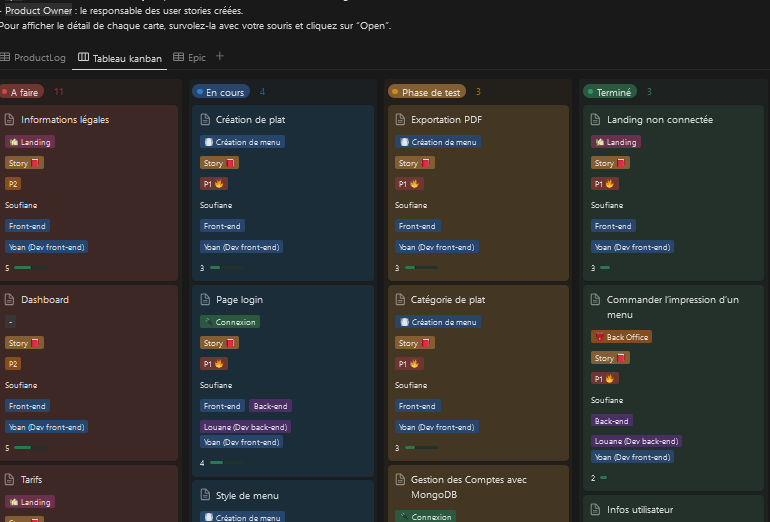 - Product Owner : le responsable des user stories créées.
Pour afficher le détail de chaque carte, survolez-la avec votre souris et cliquez sur "Open".
ProductLog
Tableau kanban
Epic
A faire 11
Informations légales
Landing
Story
P2
Soufiane
Front-end
Yoan (Dev front-end)
5
Dashboard
-
Story
P2
Soufiane
Front-end
Yoan (Dev front-end)
5
Tarifs
Landing
En cours 4
Création de plat
Création de menu
Story
P1
Soufiane
Front-end
Yoan (Dev front-end)
3
Page login
Connexion
Story
P1
Soufiane
Front-end Back-end
Louane (Dev back-end)
Yoan (Dev front-end)
4
Style de menu
Création de menu
Phase de test 3
Exportation PDF
Création de menu
Story
P1
Soufiane
Front-end
Yoan (Dev front-end)
3
Catégorie de plat
Création de menu
Story
P1
Soufiane
Front-end
Yoan (Dev front-end)
3
Gestion des Comptes avec
MongoDB
Connexion
Terminé 3
Landing non connectée
Landing
Story
P1
Soufiane
Front-end
Yoan (Dev front-end)
3
Commander l'impression d'un
menu
Back Office
Story
P1
Soufiane
Back-end
Louane (Dev back-end)
Yoan (Dev front-end)
2
Infos utilisateur